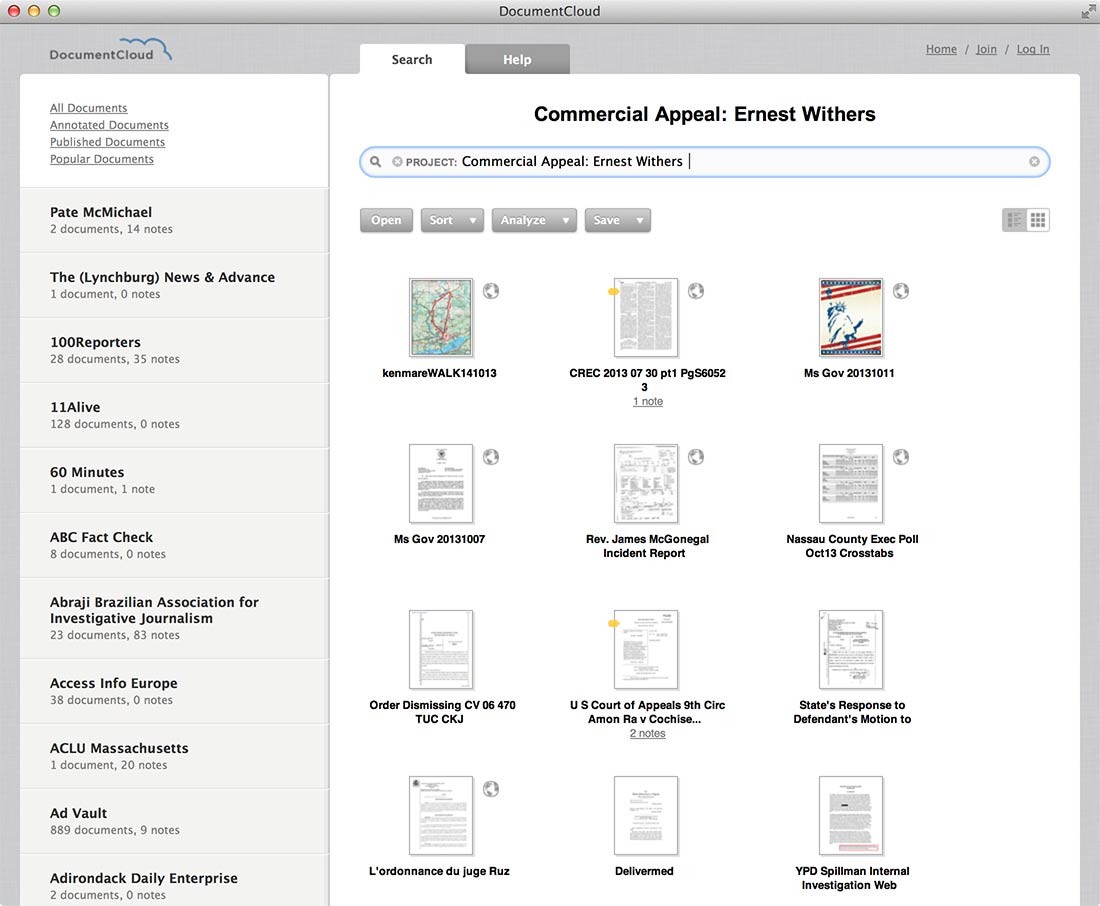 DocumentCloud
DocumentCloud
Home / Join / Log In
Search
Help
All Documents
Annotated Documents
Published Documents
Popular Documents
Pate McMichael
2 documents, 14 notes
The (Lynchburg) News & Advance
1 document, 0 notes
100Reporters
28 documents, 35 notes
11Alive
128 documents, 0 notes
60 Minutes
1 document, 1 note
ABC Fact Check
8 documents, 0 notes
Abraji Brazilian Association for
Investigative Journalism
23 documents, 83 notes
Access Info Europe
38 documents, 0 notes
ACLU Massachusetts
1 document, 20 notes
Ad Vault
889 documents, 9 notes
Adirondack Daily Enterprise
2 documents, 0 notes
Commercial Appeal: Ernest Withers
PROJECT: Commercial Appeal: Ernest Withers
Open
Sort
Analyze
Save
kenmareWALK141013
CREC 2013 07 30 pt1 PgS6052
3
1 note
Ms Gov 20131011
Ms Gov 20131007
Rev. James McGonegal
Incident Report
Nassau County Exec Poll
Oct13 Crosstabs
Order Dismissing CV 06 470
TUC CKJ
U S Court of Appeals 9th Circ
Amon Ra v Cochise...
2 notes
State's Response to
Defendant's Motion to
L'ordonnance du juge Ruz
Delivermed
YPD Spillman Internal
Investigation Web